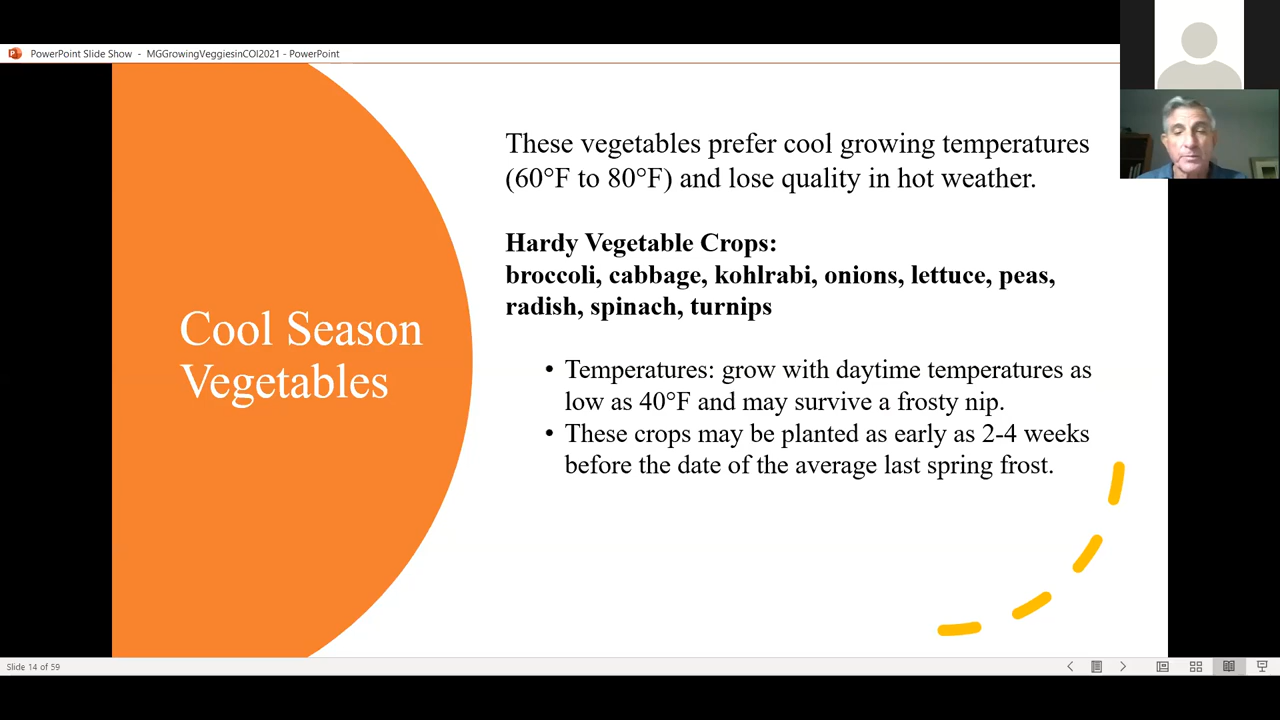 PowerPoint Slide Show - MGGrowingVeggiesinCOI2021 - PowerPoint
These vegetables prefer cool growing temperatures
(60°F to 80°F) and lose quality in hot weather.
Hardy Vegetable Crops:
broccoli, cabbage, kohlrabi, onions, lettuce, peas,
radish, spinach, turnips
Cool Season
Vegetables
• Temperatures: grow with daytime temperatures as
low as 40°F and may survive a frosty nip.
• These crops may be planted as early as 2-4 weeks
before the date of the average last spring frost.
Slide 14 of 59